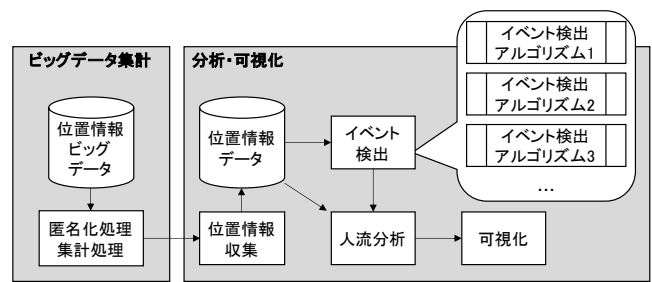 ビッグデータ集計
位置情報
ビッグ
データ
匿名化処理
集計処理
分析・可視化
位置情報
データ
イベント
検出
位置情報
収集
人流分析
可視化
イベント検出
アルゴリズム1
イベント検出
アルゴリズム2
イベント検出
アルゴリズム3
…